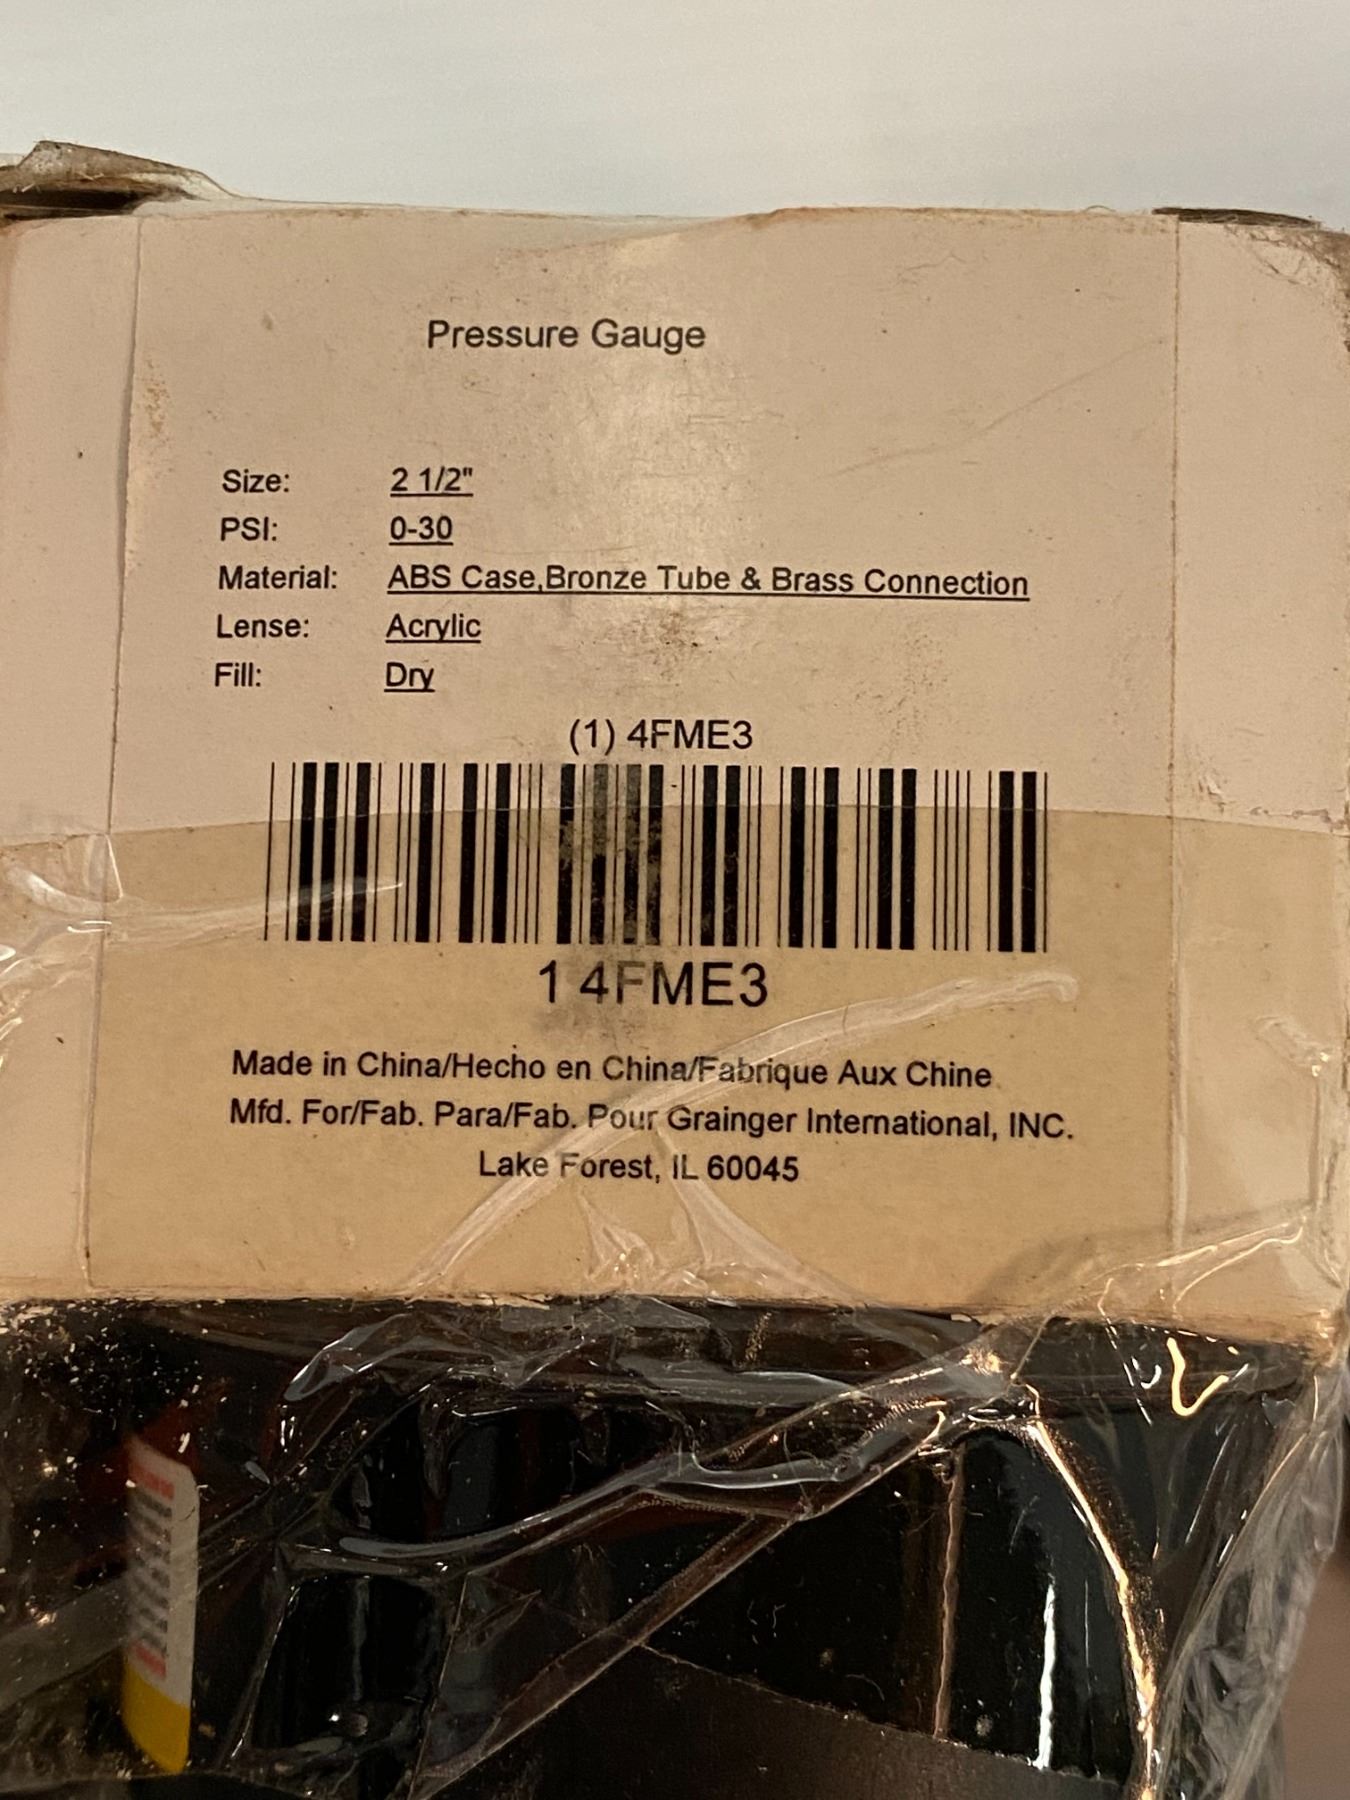 Pressure Gauge
Size: 2 1/2"
PSI: 0-30
Material: ABS Case,Bronze Tube & Brass Connection
Lense: Acrylic
Fill: Dry
(1) 4FME3
1 4FME3
Made in China/Hecho en China/Fabrique Aux Chine
Mfd. For/Fab. Para/Fab. Pour Grainger International, INC.
Lake Forest, IL 60045